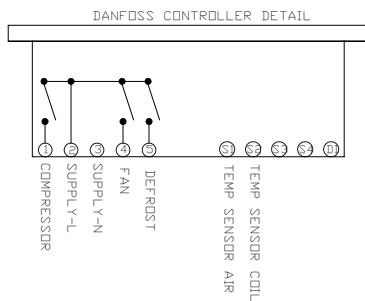 DANFOSS CONTROLLER DETAIL
1 2 3 4 5 S1 S2 S3 S4 D1
COMPRESSOR
SUPPLY-L
SUPPLY-N
FAN
DEFROST
TEMP SENSOR AIR
TEMP SENSOR COIL